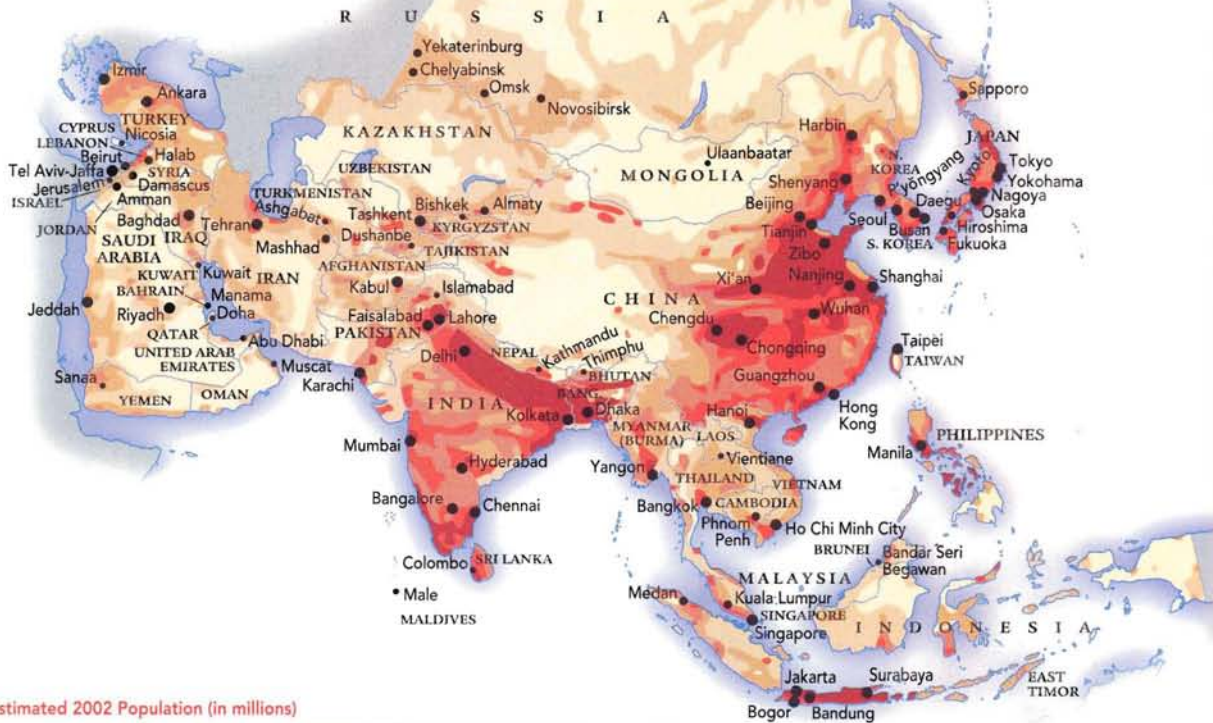 R U S S I A
Yekaterinburg
Chelyabinsk
Omsk
Novosibirsk
Izmir
Ankara
TURKEY
CYPRUS
Nicosia
LEBANON
Beirut
Halab
Tel Aviv-Jaffa
SYRIA
Jerusalem
Damascus
ISRAEL
Amman
Baghdad
JORDAN
IRAQ
SAUDI
ARABIA
KUWAIT
Kuwait
BAHRAIN
Manama
Jeddah
Riyadh
Doha
QATAR
Abu Dhabi
UNITED ARAB
EMIRATES
Muscat
Sanaa
YEMEN
OMAN
KAZAKHSTAN
UZBEKISTAN
TURKMENISTAN
Ashgabat
Tehran
Mashhad
IRAN
Tashkent
Bishkek
Almaty
KYRGYZSTAN
Dushanbe
TAJIKISTAN
AFGHANISTAN
Kabul
Islamabad
Faisalabad
Lahore
PAKISTAN
Karachi
Delhi
NEPAL
Kathmandu
Thimphu
BHUTAN
BANG.
INDIA
Kolkata
Dhaka
Mumbai
Hyderabad
Bangalore
Chennai
Colombo
SRI LANKA
Male
MALDIVES
Ulaanbaatar
MONGOLIA
Harbin
Shenyang
Beijing
Tianjin
Zibo
Xi'an
Nanjing
Shanghai
CHINA
Chengdu
Wuhan
Chongqing
Guangzhou
Hong
Kong
Taipei
TAIWAN
Sapporo
JAPAN
N.
KOREA
P'yŏngyang
Kyoto
Tokyo
Yokohama
Nagoya
Osaka
Seoul
Daegu
Busan
Hiroshima
S. KOREA
Fukuoka
Hanoi
MYANMAR
(BURMA)
LAOS
Vientiane
Yangon
THAILAND
VIETNAM
Bangkok
CAMBODIA
Phnom
Penh
Ho Chi Minh City
Manila
PHILIPPINES
BRUNEI
Bandar Seri
Begawan
MALAYSIA
Medan
Kuala Lumpur
SINGAPORE
Singapore
I N D O N E S I A
Jakarta
Surabaya
Bogor
Bandung
EAST
TIMOR
stimated 2002 Population (in millions)